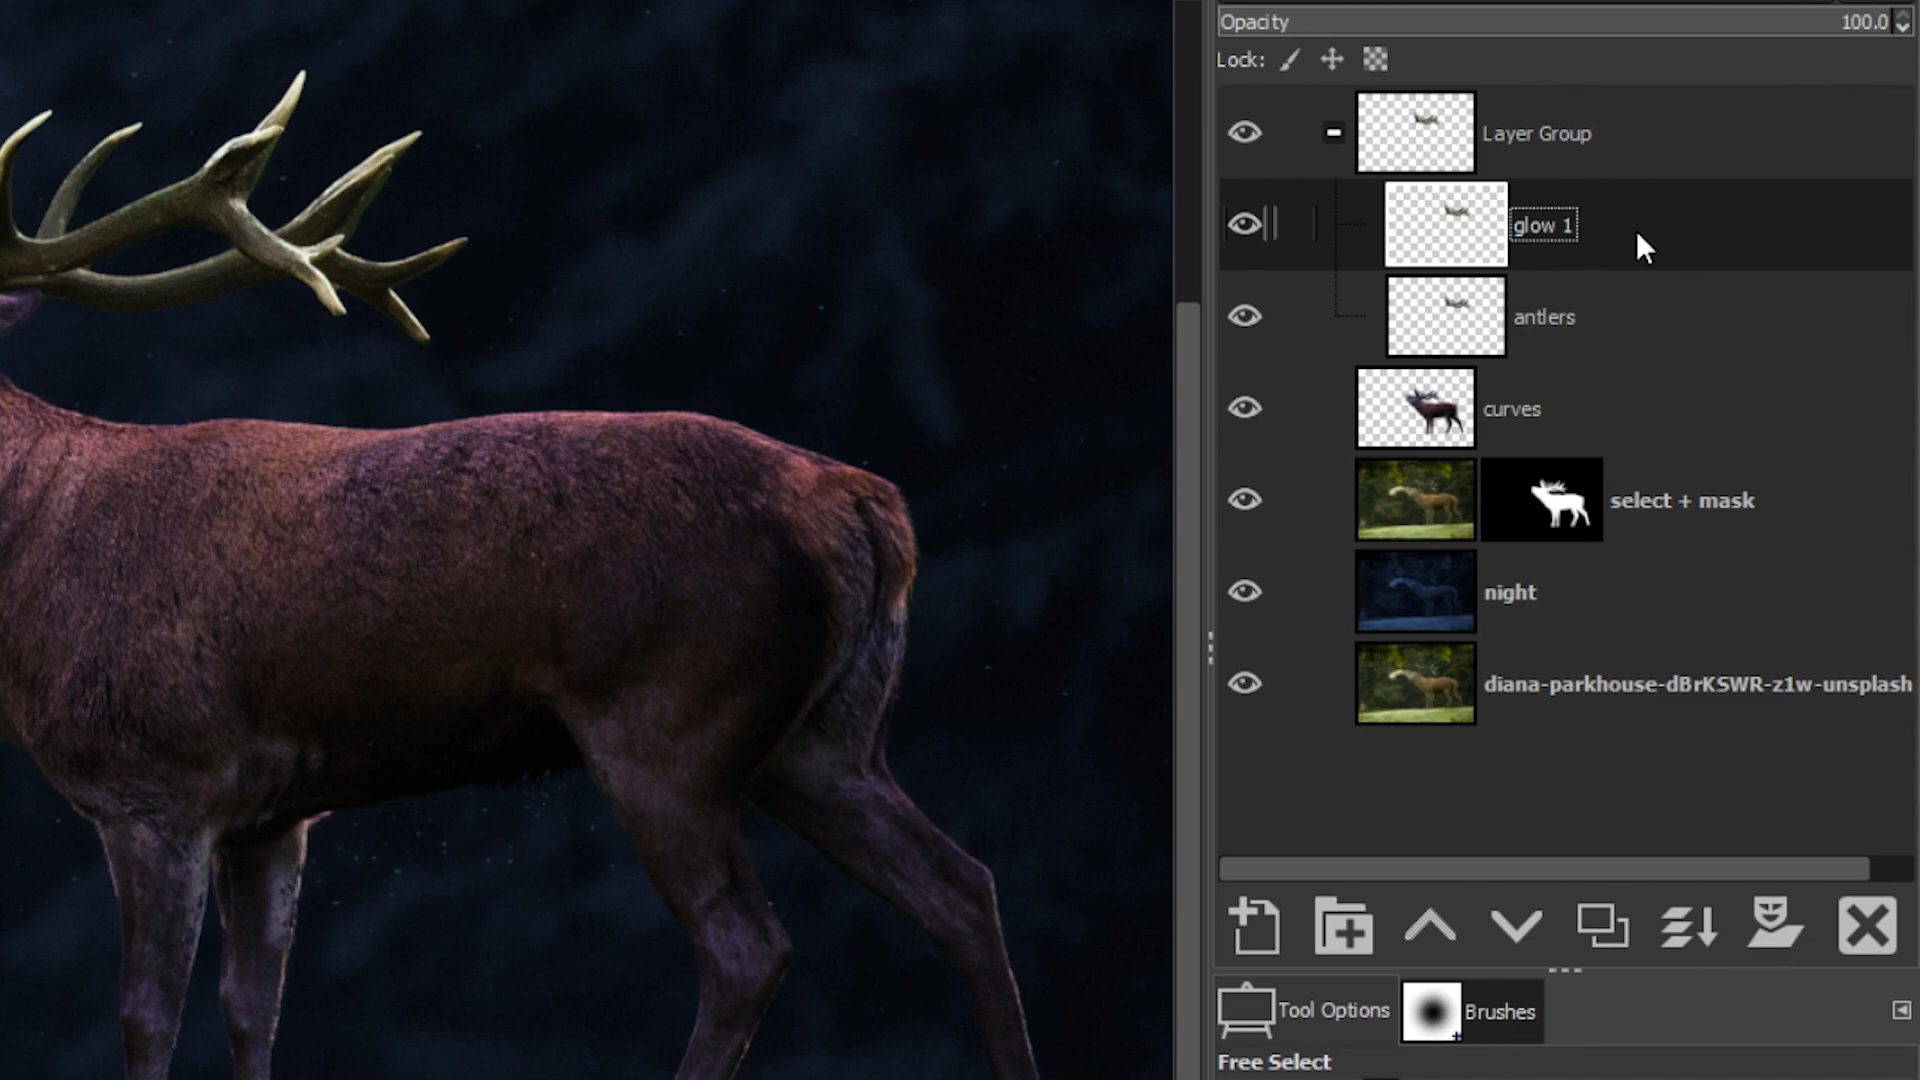 Opacity 100.0
Lock:
Layer Group
glow 1
antlers
curves
select + mask
night
diana-parkhouse-dBrKSWR-z1w-unsplash
Tool Options Brushes
Free Select